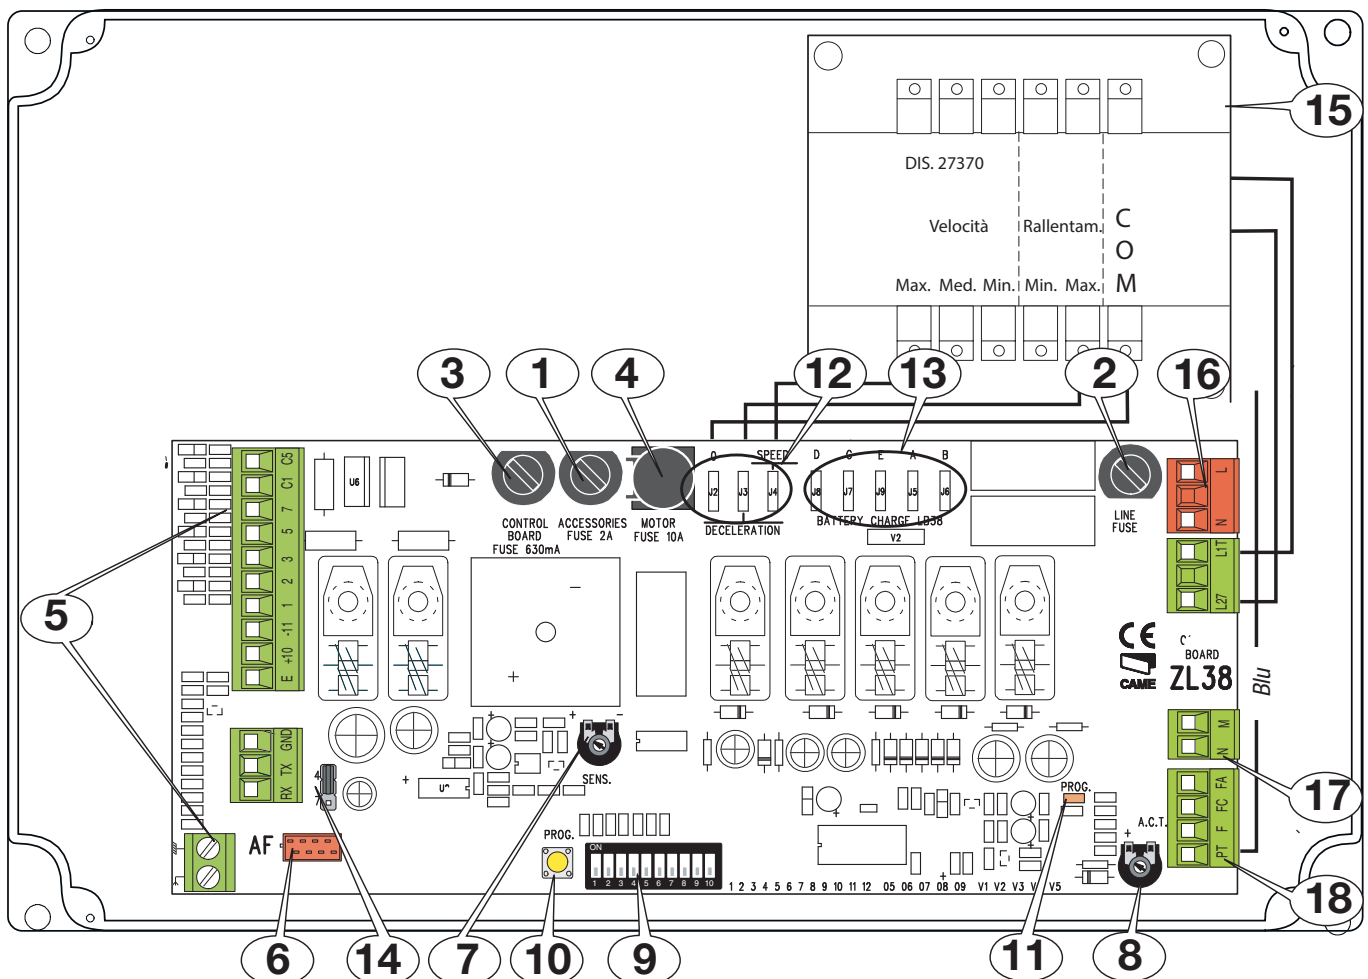 15
DIS. 27370
Velocità
Rallentam.
C
O
M
Max. Med. Min. Min. Max.
3
1
4
12
13
2
16
Q SPEED D C E A B
J2 J3 J4 J8 J7 J9 J5 J6
DECELERATION
BATTERY CHARGE LB38
V2
CONTROL
BOARD
FUSE 630mA
ACCESSORIES
FUSE 2A
MOTOR
FUSE 10A
LINE
FUSE
U6
L
N
L1T
L2T
C5
C1
7
5
3
2
1
-11
+10
E
5
CE
CAME
BOARD
ZL38
Blu
GND
TX
RX
4
7
SENS.
+ -
M
N
17
FA
FC
F
PT
18
PROG.
A.C.T.
AF
PROG.
ON
1 2 3 4 5 6 7 8 9 10
1 2 3 4 5 6 7 8 9 10 11 12 05 06 07 08 09 V1 V2 V3 V5
6
14
7
10
9
11
8